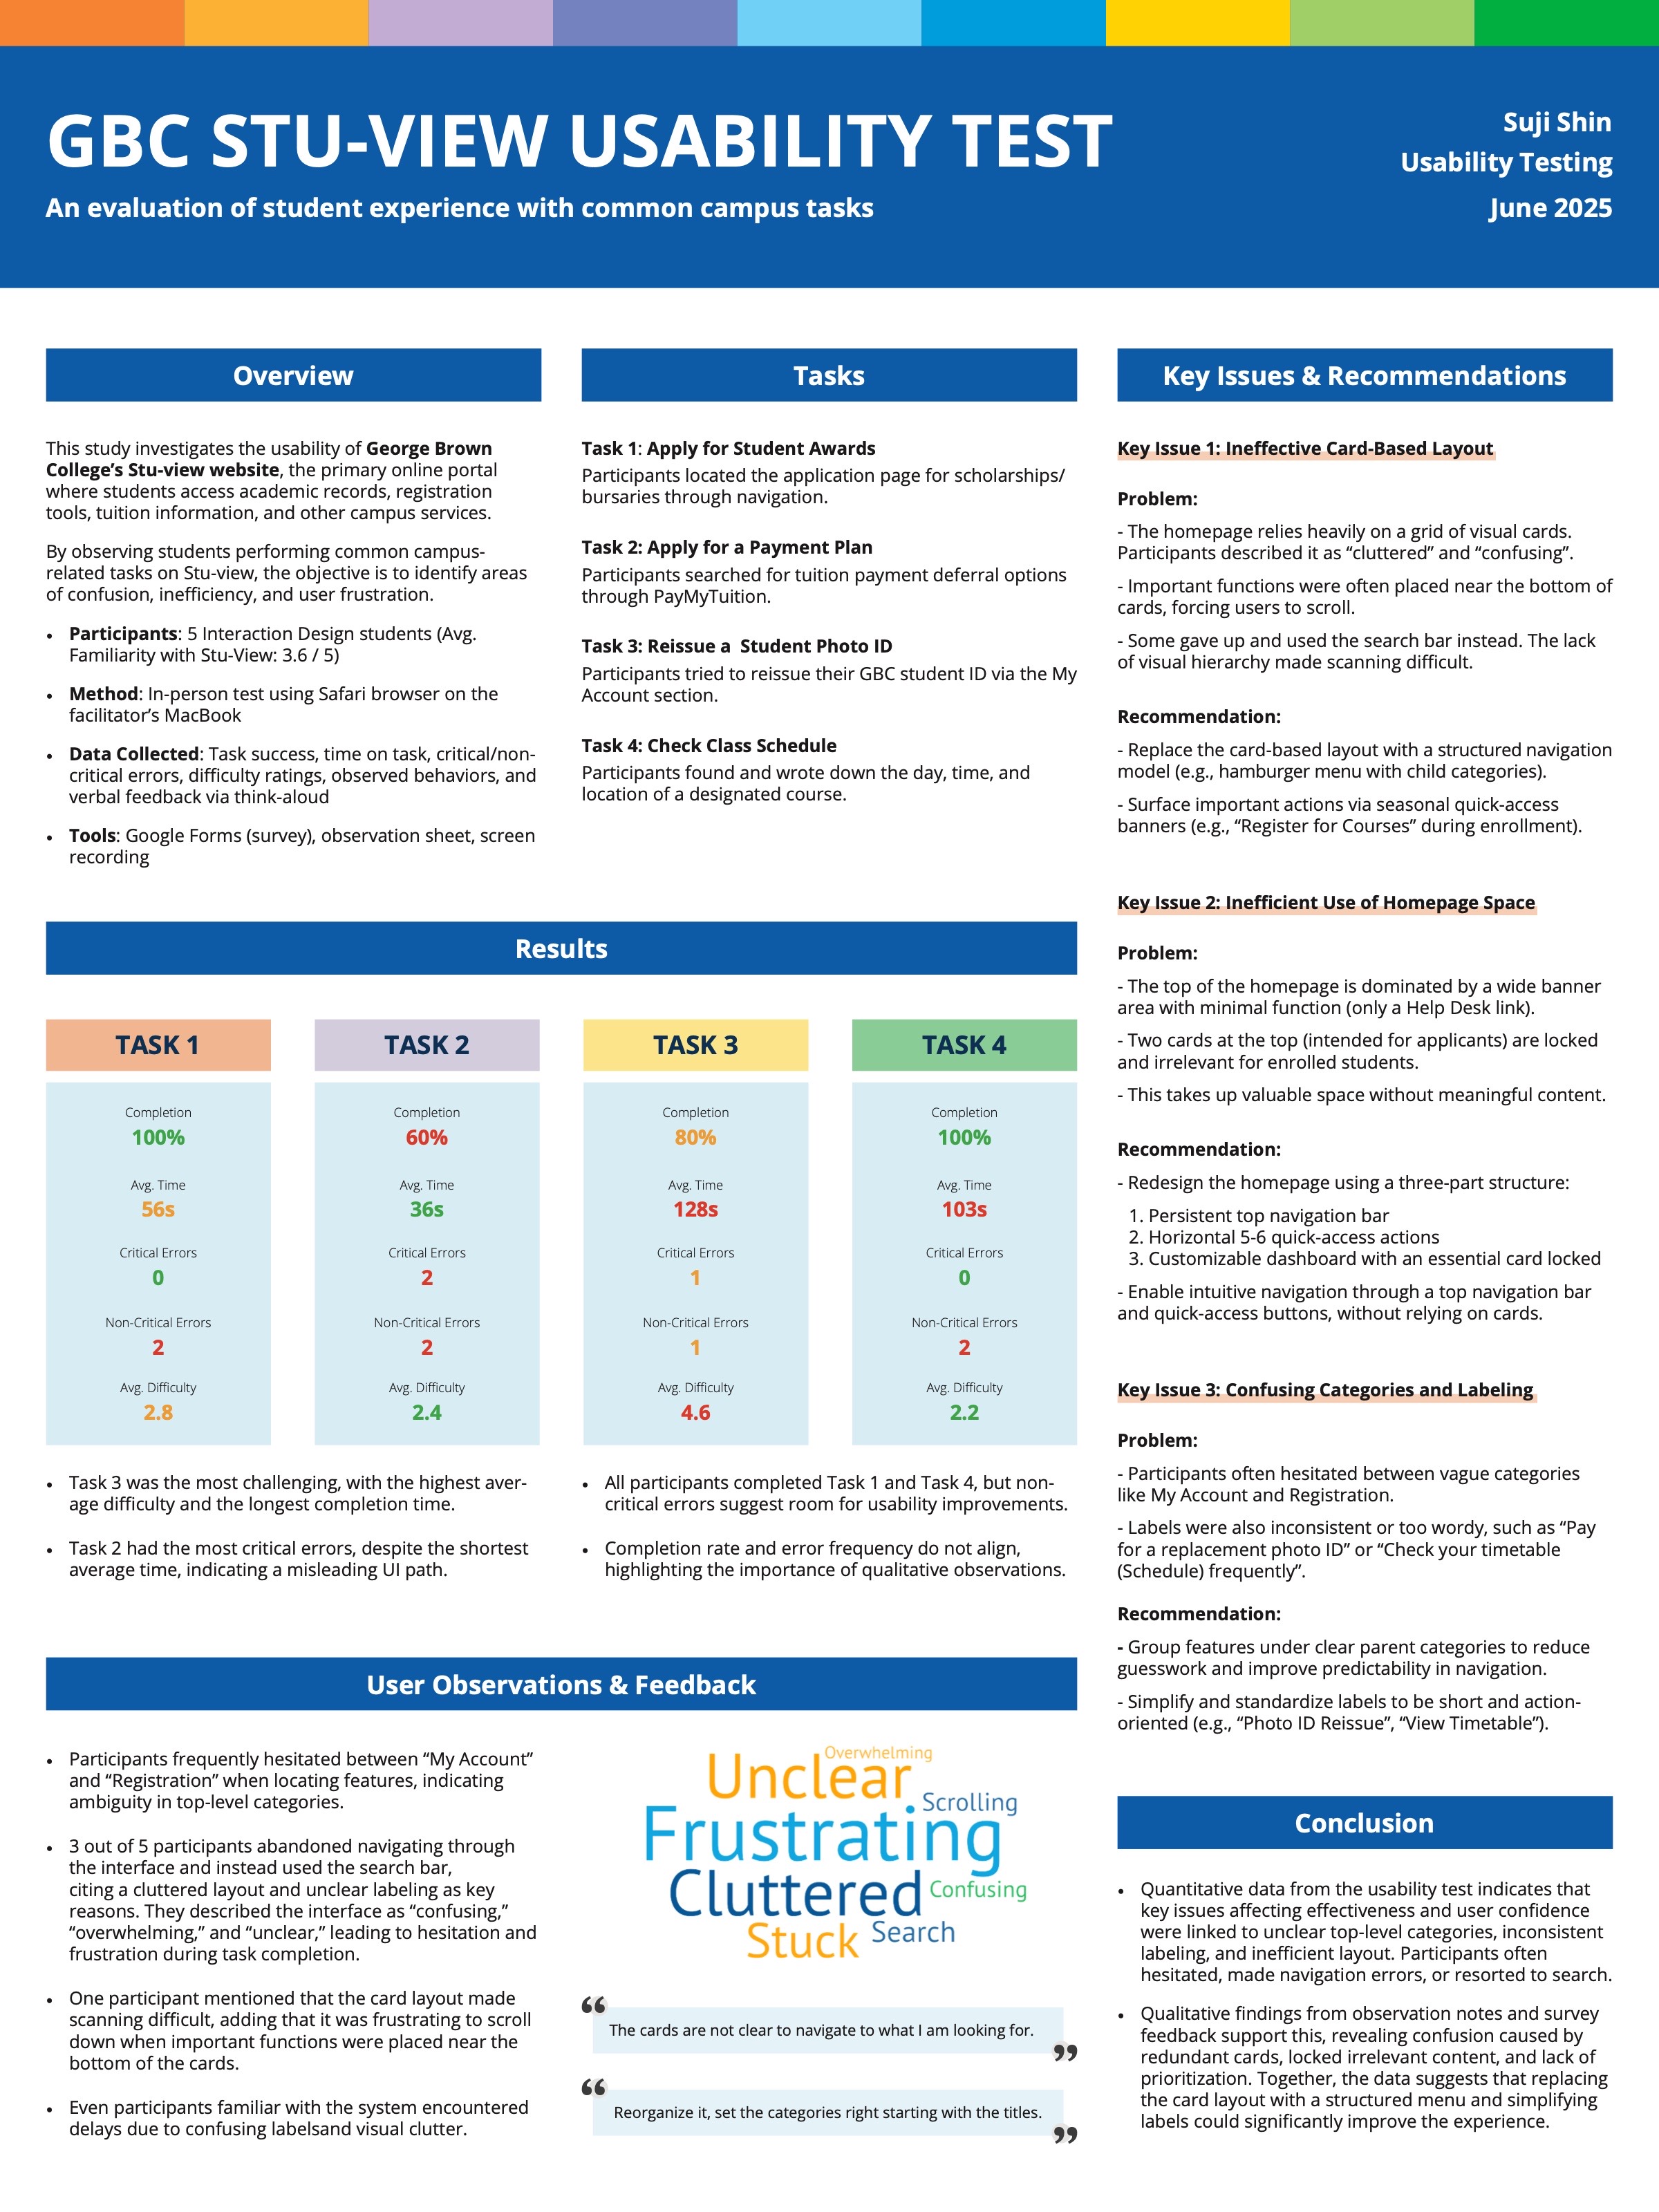 GBC STU-VIEW USABILITY TEST
An evaluation of student experience with common campus tasks
Suji Shin
Usability Testing
June 2025
Overview
This study investigates the usability of George Brown
College’s Stu-view website, the primary online portal
where students access academic records, registration
tools, tuition information, and other campus services.
By observing students performing common campus-
related tasks on Stu-view, the objective is to identify areas
of confusion, inefficiency, and user frustration.
• Participants: 5 Interaction Design students (Avg.
Familiarity with Stu-View: 3.6 / 5)
• Method: In-person test using Safari browser on the
facilitator’s MacBook
• Data Collected: Task success, time on task, critical/non-
critical errors, difficulty ratings, observed behaviors, and
verbal feedback via think-aloud
• Tools: Google Forms (survey), observation sheet, screen
recording
Tasks
Task 1: Apply for Student Awards
Participants located the application page for scholarships/
bursaries through navigation.
Task 2: Apply for a Payment Plan
Participants searched for tuition payment deferral options
through PayMyTuition.
Task 3: Reissue a  Student Photo ID
Participants tried to reissue their GBC student ID via the My
Account section.
Task 4: Check Class Schedule
Participants found and wrote down the day, time, and
location of a designated course.
Results
TASK 1
Completion
100%
Avg. Time
56s
Critical Errors
0
Non-Critical Errors
2
Avg. Difficulty
2.8
TASK 2
Completion
60%
Avg. Time
36s
Critical Errors
2
Non-Critical Errors
2
Avg. Difficulty
2.4
TASK 3
Completion
80%
Avg. Time
128s
Critical Errors
1
Non-Critical Errors
1
Avg. Difficulty
4.6
TASK 4
Completion
100%
Avg. Time
103s
Critical Errors
0
Non-Critical Errors
2
Avg. Difficulty
2.2
• Task 3 was the most challenging, with the highest aver-
age difficulty and the longest completion time.
• Task 2 had the most critical errors, despite the shortest
average time, indicating a misleading UI path.
• All participants completed Task 1 and Task 4, but non-
critical errors suggest room for usability improvements.
• Completion rate and error frequency do not align,
highlighting the importance of qualitative observations.
User Observations & Feedback
• Participants frequently hesitated between “My Account”
and “Registration” when locating features, indicating
ambiguity in top-level categories.
• 3 out of 5 participants abandoned navigating through
the interface and instead used the search bar,
citing a cluttered layout and unclear labeling as key
reasons. They described the interface as “confusing,”
“overwhelming,” and “unclear,” leading to hesitation and
frustration during task completion.
• One participant mentioned that the card layout made
scanning difficult, adding that it was frustrating to scroll
down when important functions were placed near the
bottom of the cards.
• Even participants familiar with the system encountered
delays due to confusing labelsand visual clutter.
Overwhelming
Unclear
Scrolling
Frustrating
Cluttered
Confusing
Stuck
Search
“ The cards are not clear to navigate to what I am looking for. ”
“ Reorganize it, set the categories right starting with the titles. ”
Key Issues & Recommendations
Key Issue 1: Ineffective Card-Based Layout
Problem:
- The homepage relies heavily on a grid of visual cards.
Participants described it as “cluttered” and “confusing”.
- Important functions were often placed near the bottom of
cards, forcing users to scroll.
- Some gave up and used the search bar instead. The lack
of visual hierarchy made scanning difficult.
Recommendation:
- Replace the card-based layout with a structured navigation
model (e.g., hamburger menu with child categories).
- Surface important actions via seasonal quick-access
banners (e.g., “Register for Courses” during enrollment).
Key Issue 2: Inefficient Use of Homepage Space
Problem:
- The top of the homepage is dominated by a wide banner
area with minimal function (only a Help Desk link).
- Two cards at the top (intended for applicants) are locked
and irrelevant for enrolled students.
- This takes up valuable space without meaningful content.
Recommendation:
- Redesign the homepage using a three-part structure:
1. Persistent top navigation bar
2. Horizontal 5-6 quick-access actions
3. Customizable dashboard with an essential card locked
- Enable intuitive navigation through a top navigation bar
and quick-access buttons, without relying on cards.
Key Issue 3: Confusing Categories and Labeling
Problem:
- Participants often hesitated between vague categories
like My Account and Registration.
- Labels were also inconsistent or too wordy, such as “Pay
for a replacement photo ID” or “Check your timetable
(Schedule) frequently”.
Recommendation:
- Group features under clear parent categories to reduce
guesswork and improve predictability in navigation.
- Simplify and standardize labels to be short and action-
oriented (e.g., “Photo ID Reissue”, “View Timetable”).
Conclusion
• Quantitative data from the usability test indicates that
key issues affecting effectiveness and user confidence
were linked to unclear top-level categories, inconsistent
labeling, and inefficient layout. Participants often
hesitated, made navigation errors, or resorted to search.
• Qualitative findings from observation notes and survey
feedback support this, revealing confusion caused by
redundant cards, locked irrelevant content, and lack of
prioritization. Together, the data suggests that replacing
the card layout with a structured menu and simplifying
labels could significantly improve the experience.